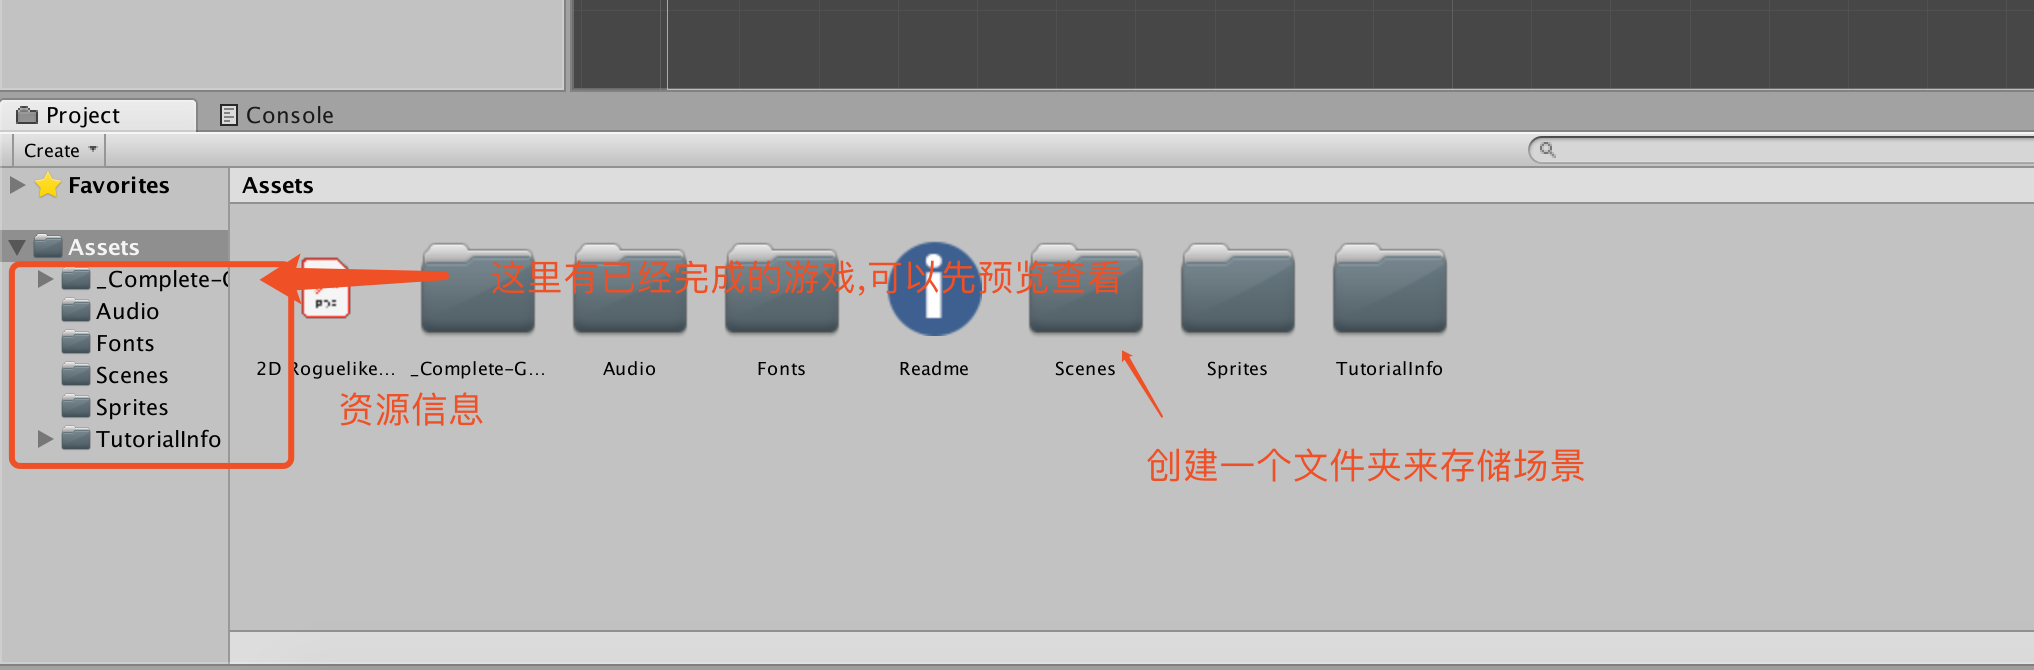 Project
Console
Create
Favorites
Assets
Assets
_Complete-
Audio
Fonts
Scenes
Sprites
TutorialInfo
这里有已经完成的游戏,可以先预览查看
2D Roguelike...
_Complete-G...
Audio
Fonts
Readme
Scenes
Sprites
TutorialInfo
资源信息
创建一个文件夹来存储场景